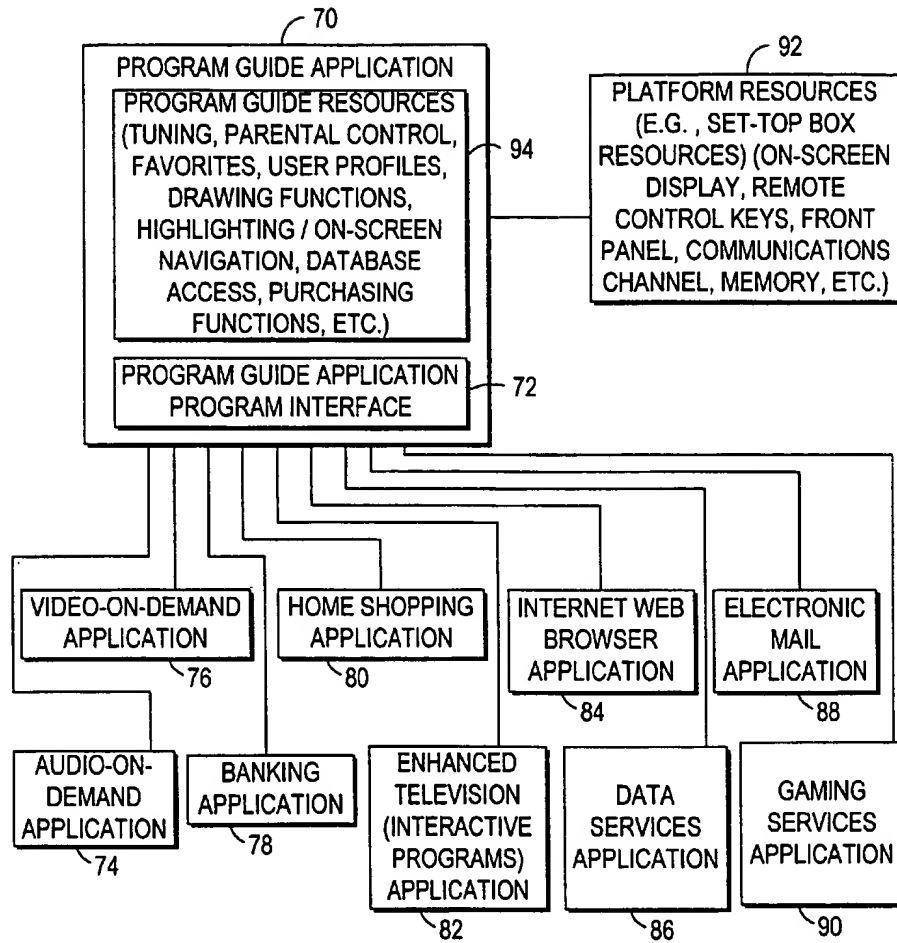 70
PROGRAM GUIDE APPLICATION
PROGRAM GUIDE RESOURCES
(TUNING, PARENTAL CONTROL,
FAVORITES, USER PROFILES,
DRAWING FUNCTIONS,
HIGHLIGHTING / ON-SCREEN
NAVIGATION, DATABASE
ACCESS, PURCHASING
FUNCTIONS, ETC.)
94
PROGRAM GUIDE APPLICATION
PROGRAM INTERFACE
72
92
PLATFORM RESOURCES
(E.G. , SET-TOP BOX
RESOURCES) (ON-SCREEN
DISPLAY, REMOTE
CONTROL KEYS, FRONT
PANEL, COMMUNICATIONS
CHANNEL, MEMORY, ETC.)
VIDEO-ON-DEMAND
APPLICATION
76
HOME SHOPPING
APPLICATION
80
INTERNET WEB
BROWSER
APPLICATION
84
ELECTRONIC
MAIL
APPLICATION
88
AUDIO-ON-
DEMAND
APPLICATION
74
BANKING
APPLICATION
78
ENHANCED
TELEVISION
(INTERACTIVE
PROGRAMS)
APPLICATION
82
DATA
SERVICES
APPLICATION
86
GAMING
SERVICES
APPLICATION
90